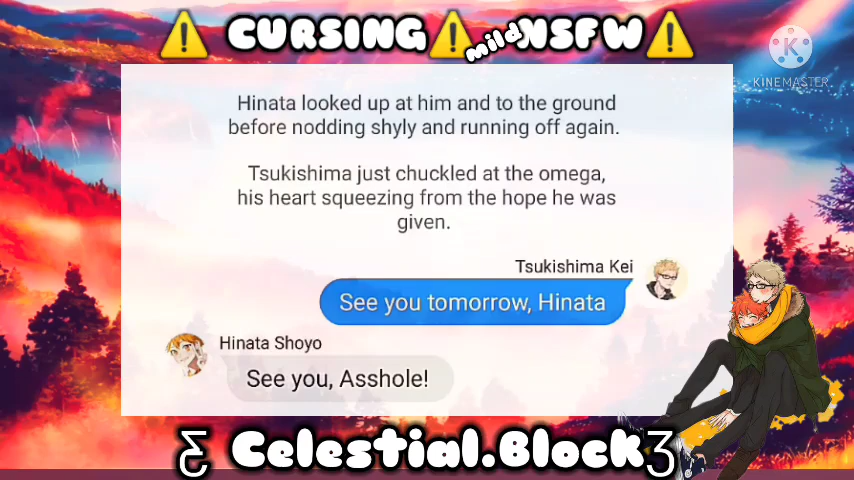 ⚠️ CURSING⚠️mild NSFW⚠️
KINEMASTER
Hinata looked up at him and to the ground
before nodding shyly and running off again.
Tsukishima just chuckled at the omega,
his heart squeezing from the hope he was
given.
Tsukishima Kei
See you tomorrow, Hinata
Hinata Shoyo
See you, Asshole!
Ƹ Celestial.Block Ʒ